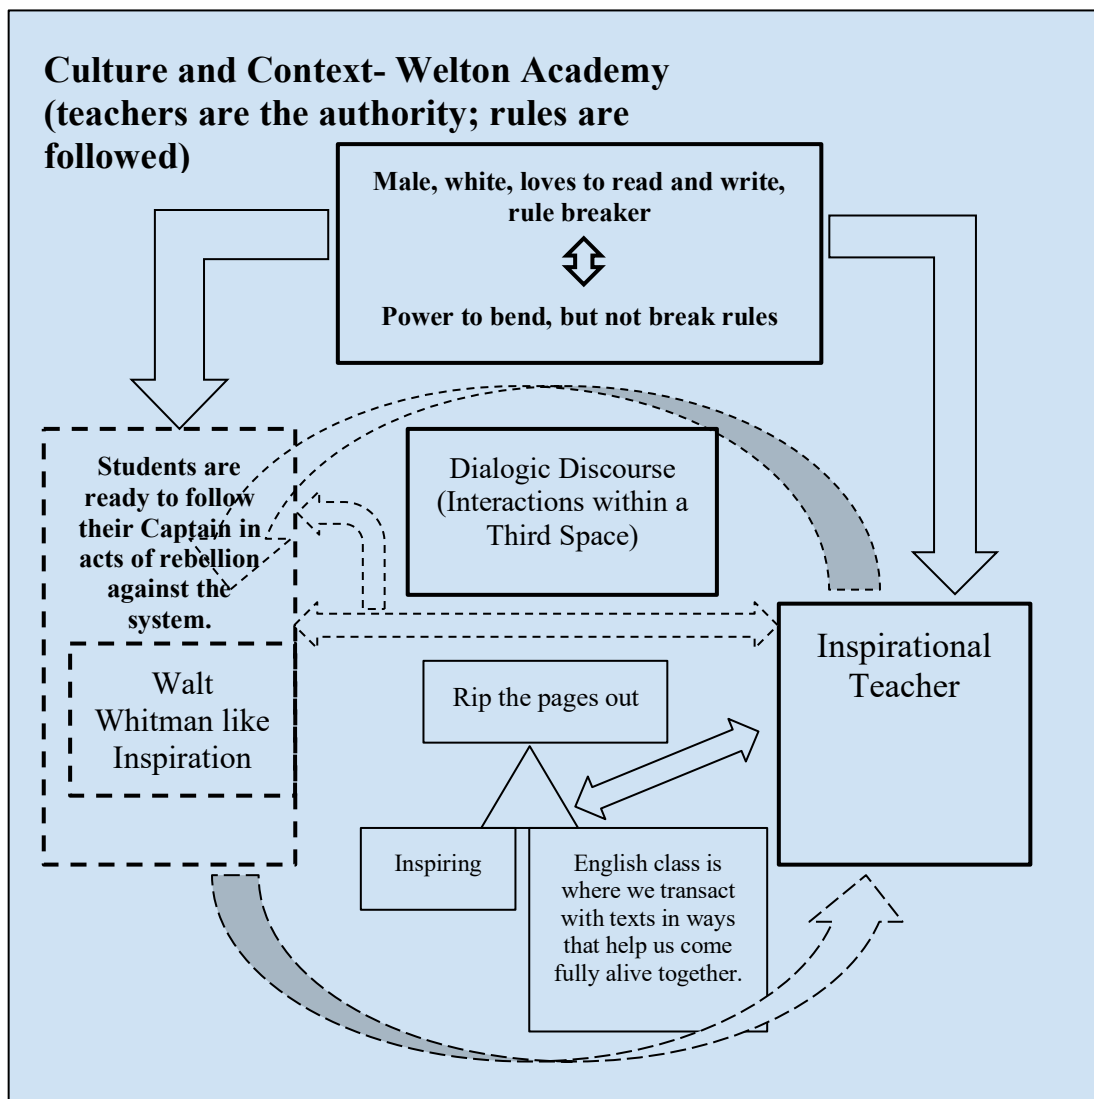 Culture and Context- Welton Academy
(teachers are the authority; rules are
followed)
Male, white, loves to read and write,
rule breaker
Power to bend, but not break rules
Students are
ready to follow
their Captain in
acts of rebellion
against the
system.
Walt
Whitman like
Inspiration
Dialogic Discourse
(Interactions within a
Third Space)
Inspirational
Teacher
Rip the pages out
Inspiring
English class is
where we transact
with texts in ways
that help us come
fully alive together.